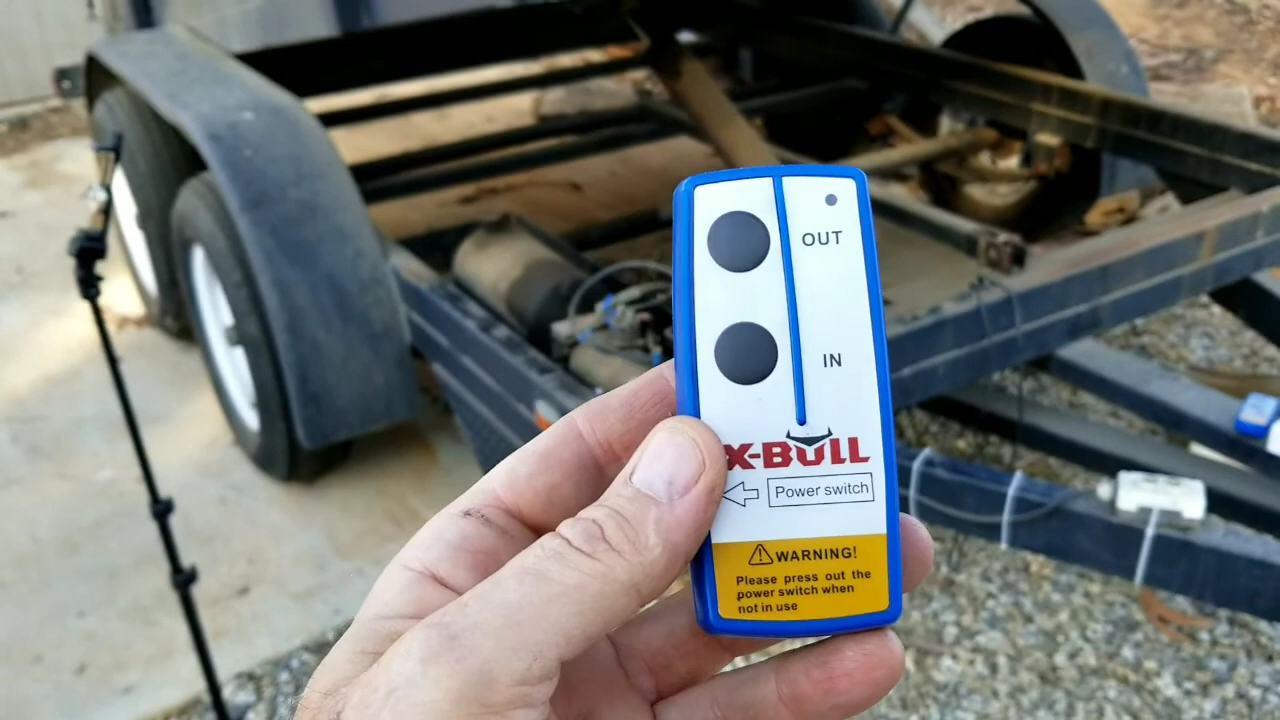 OUT
IN
X-BULL
Power switch
WARNING!
Please press out the
power switch when
not in use